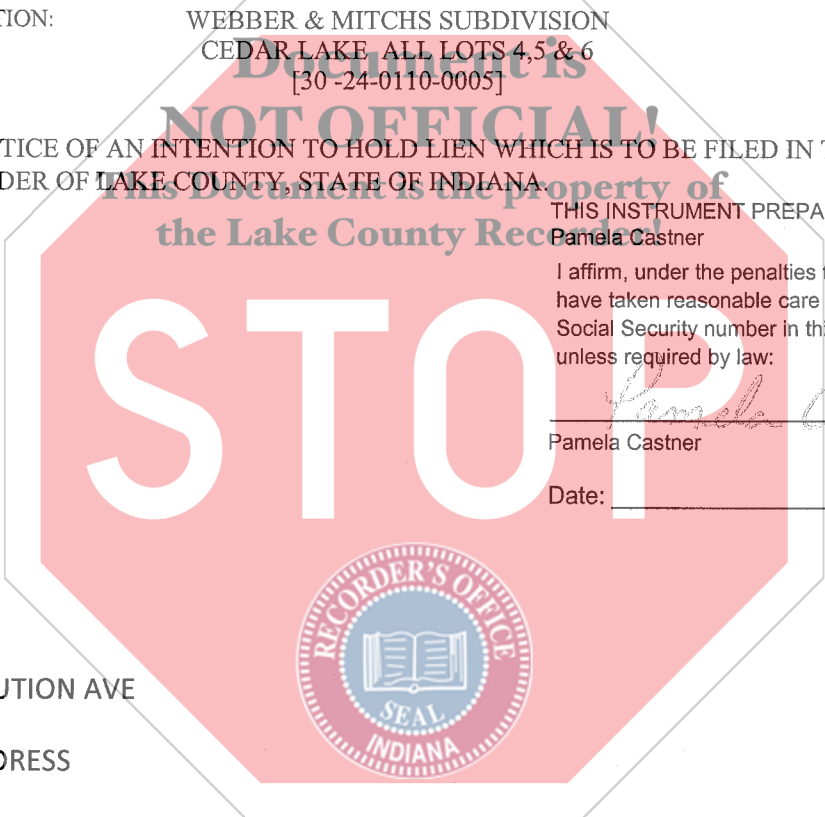 TION:
WEBBER & MITCHS SUBDIVISION
CEDAR LAKE ALL LOTS 4,5 & 6
[30 -24-0110-0005]
Document is
NOT OFFICIAL!
TICE OF AN INTENTION TO HOLD LIEN WHICH IS TO BE FILED IN
DER OF LAKE COUNTY, STATE OF INDIANA.
This Document is the property of
the Lake County Recorder!
THIS INSTRUMENT PREPA
Pamela Castner
I affirm, under the penalties
have taken reasonable care
Social Security number in thi
unless required by law:
Pamela
Pamela Castner
Date:
STOP
RECORDER'S OFFICE
SEAL
INDIANA
UTION AVE
DRESS